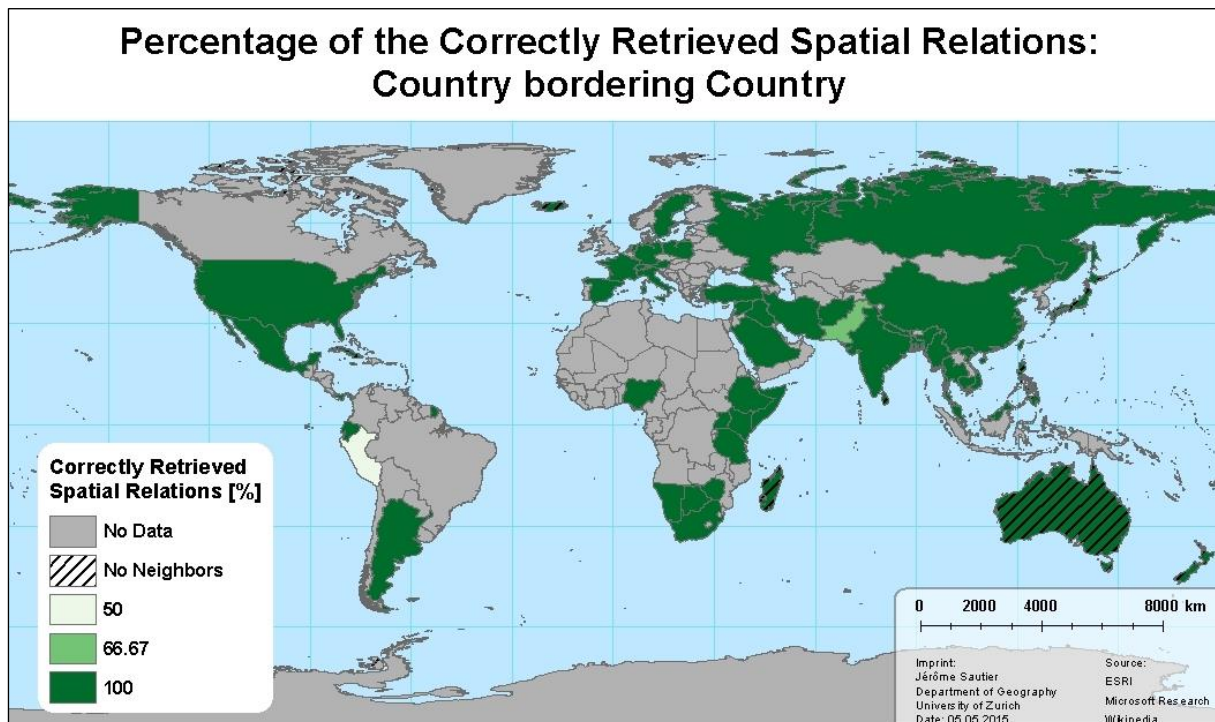 Percentage of the Correctly Retrieved Spatial Relations:
Country bordering Country
Correctly Retrieved
Spatial Relations [%]
No Data
No Neighbors
50
66.67
100
0 2000 4000 8000 km
Imprint:
Jérôme Sautier
Department of Geography
University of Zurich
Date: 05.05.2015
Source:
ESRI
Microsoft Research
Wikipedia